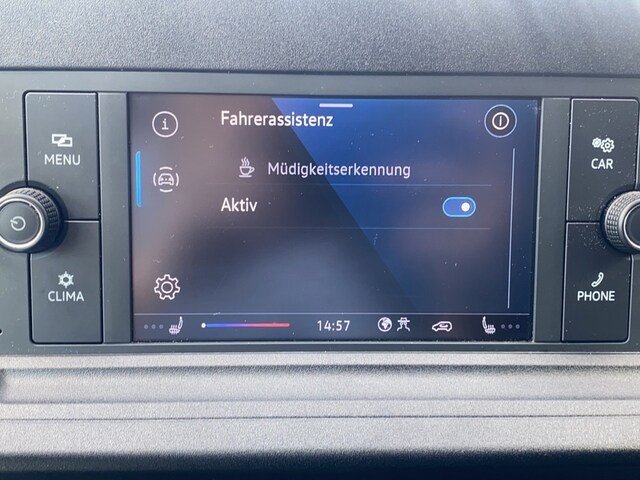 Fahrerassistenz
MENU
Müdigkeitserkennung
CAR
Aktiv
CLIMA
PHONE
14:57